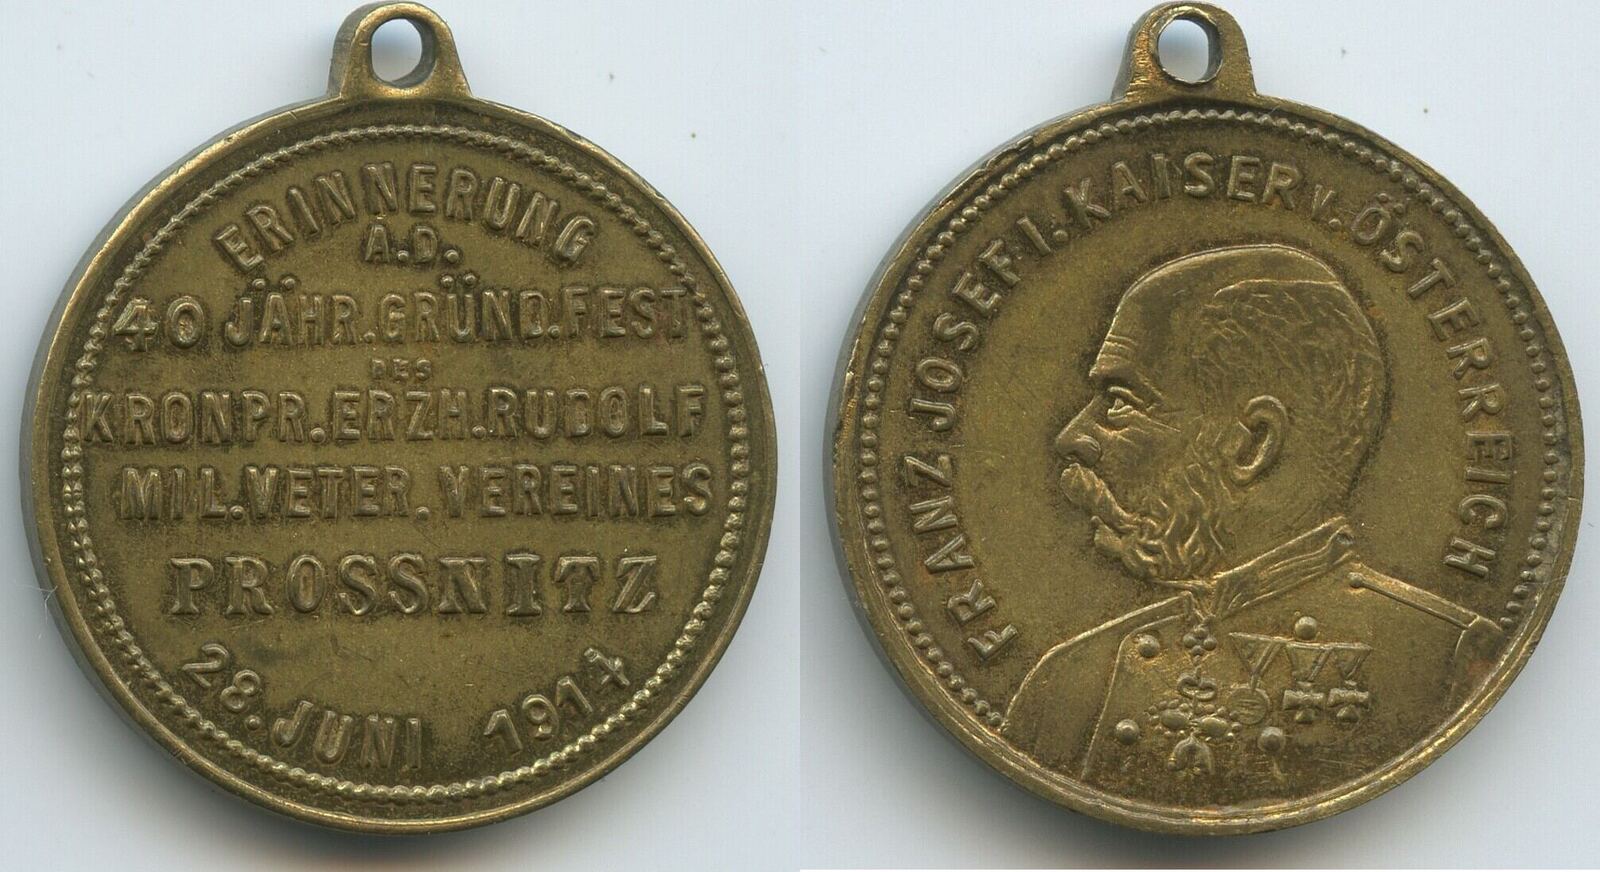 ERINNERUNG
A.D.
40 JÄHR.GRÜND.FEST
DES
KRONPR.ERZH.RUDOLF
MIL.VETER.VEREINES
PROSSNITZ
28.JUNI 1914
FRANZ JOSEF I. KAISER V. ÖSTERREICH